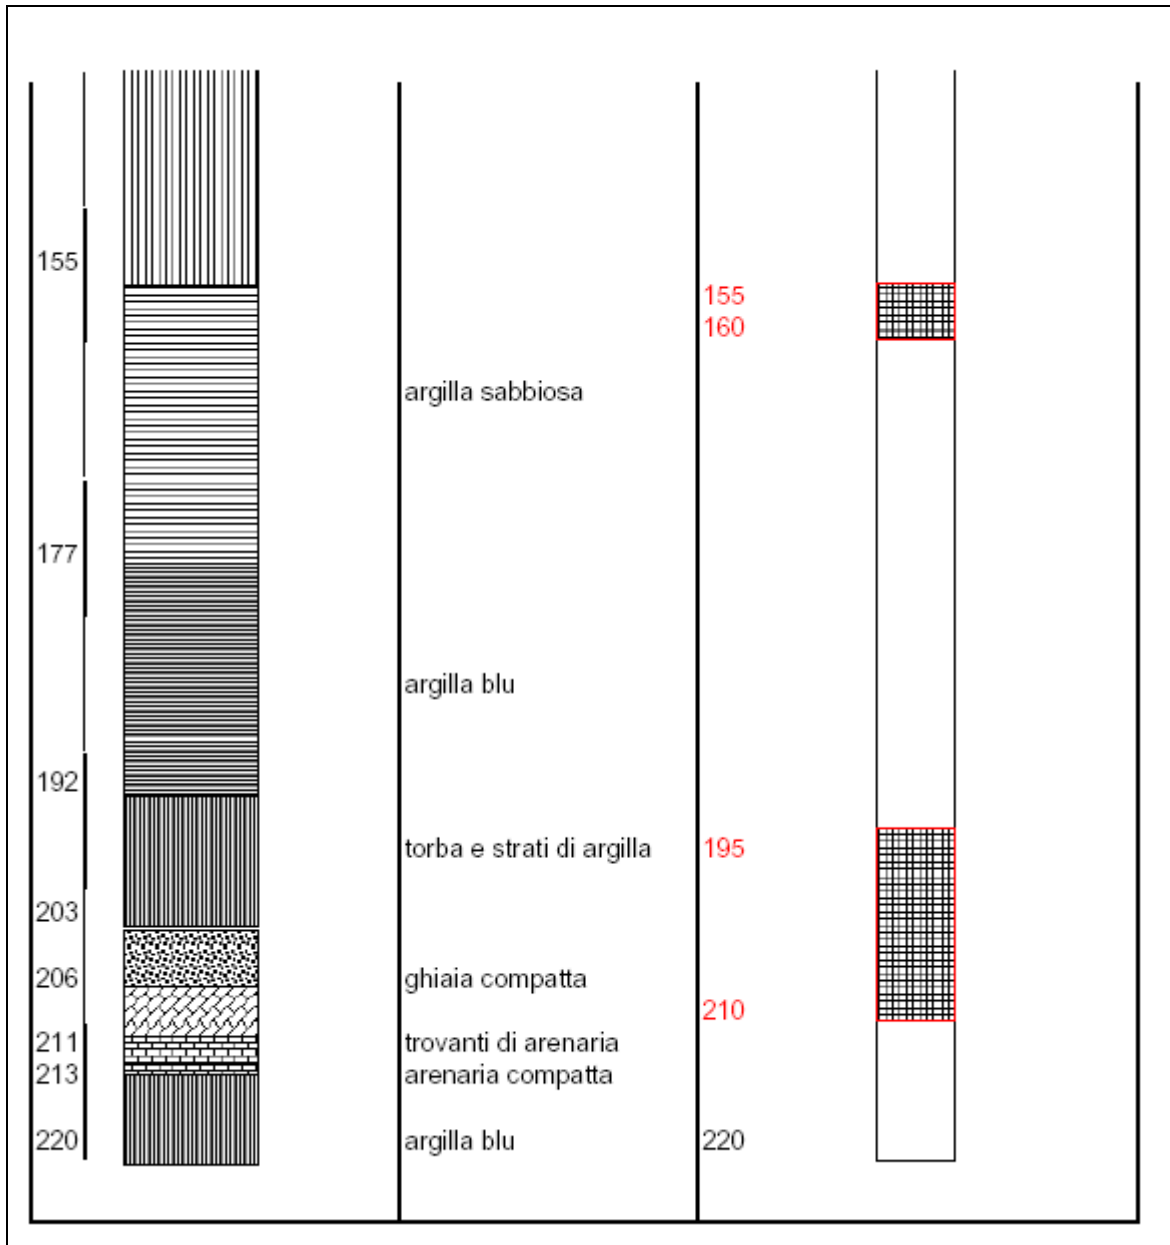 155
155
160
argilla sabbiosa
177
argilla blu
192
torba e strati di argilla 195
203
206 ghiaia compatta
210
211 trovanti di arenaria
213 arenaria compatta
220 argilla blu 220